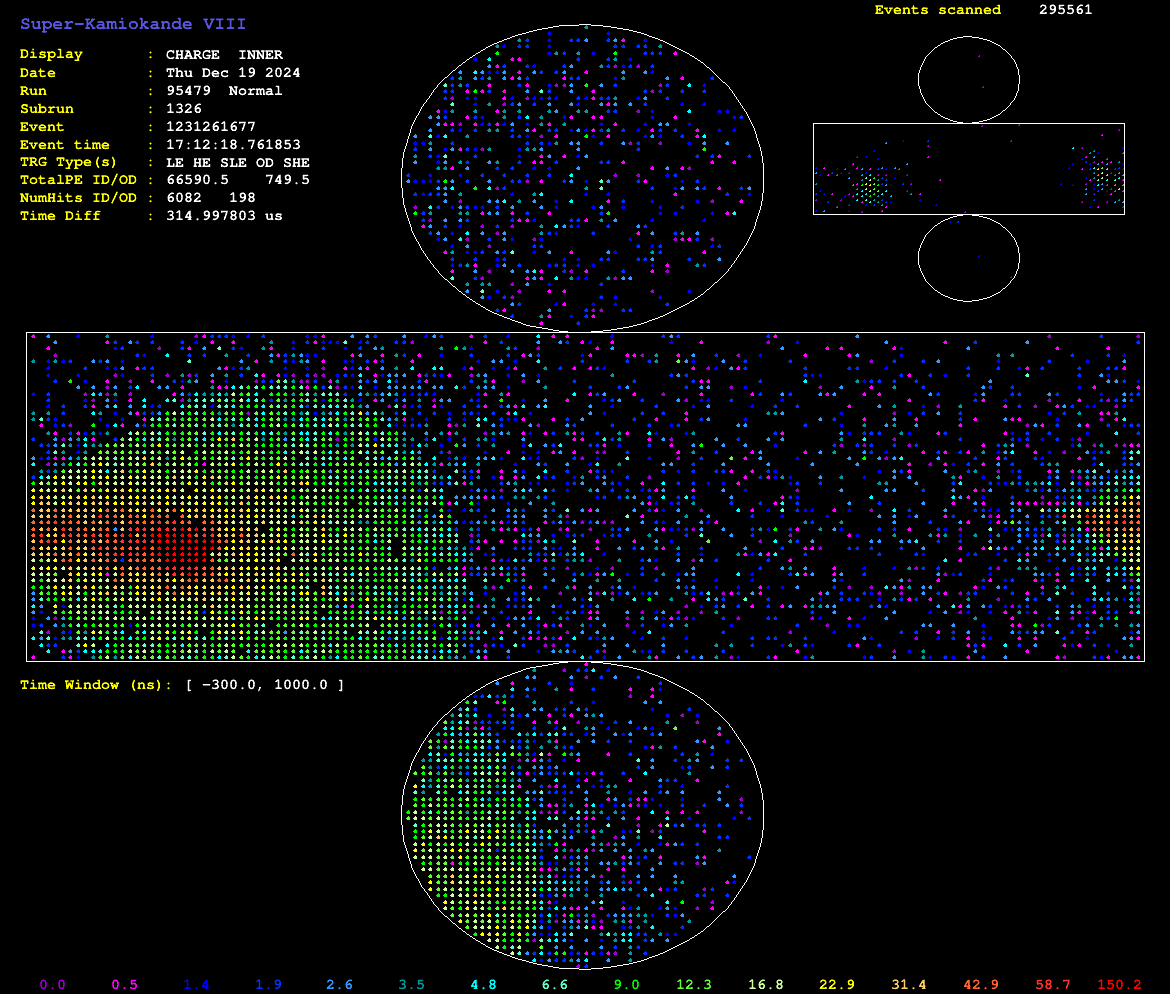 Super-Kamiokande VIII
Events scanned 295561
Display : CHARGE INNER
Date : Thu Dec 19 2024
Run : 95479 Normal
Subrun : 1326
Event : 1231261677
Event time : 17:12:18.761853
TRG Type(s) : LE HE SLE OD SHE
TotalPE ID/OD : 66590.5 749.5
NumHits ID/OD : 6082 198
Time Diff : 314.997803 us
Time Window (ns): [ −300.0, 1000.0 ]
0.0 0.5 1.4 1.9 2.6 3.5 4.8 6.6 9.0 12.3 16.8 22.9 31.4 42.9 58.7 150.2